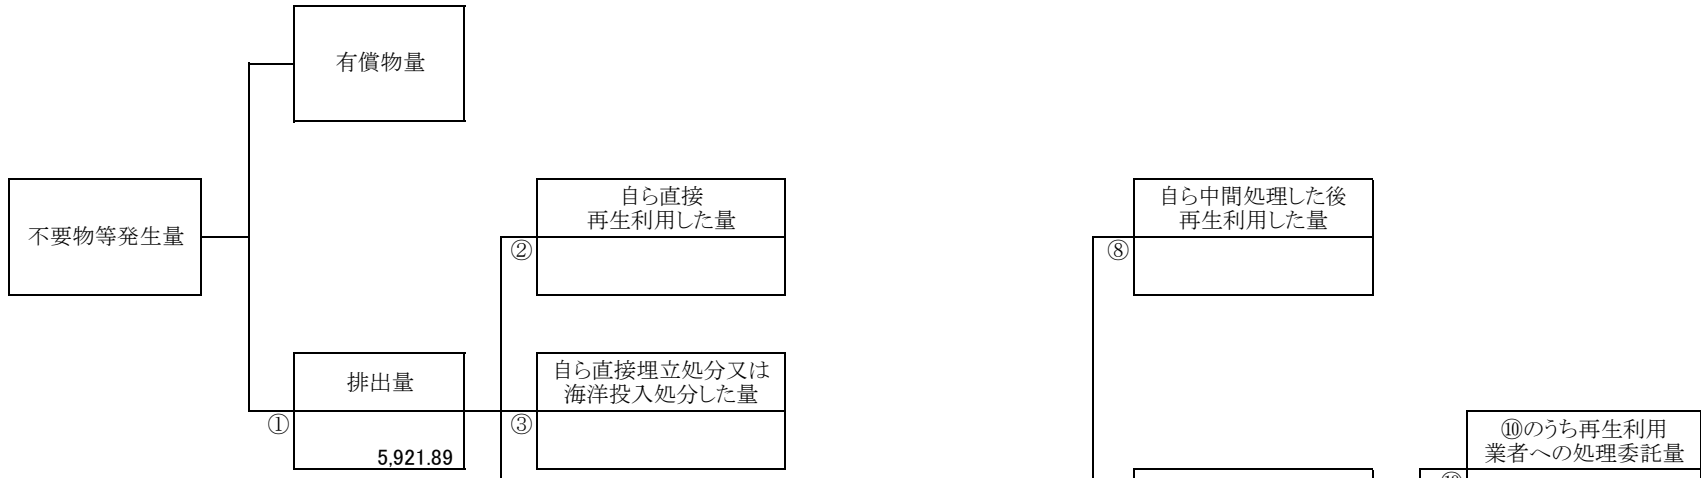 有償物量
不要物等発生量
自ら直接
再生利用した量
②
自ら中間処理した後
再生利用した量
⑧
排出量
①
5,921.89
自ら直接埋立処分又は
海洋投入処分した量
③
⑩のうち再生利用
業者への処理委託量